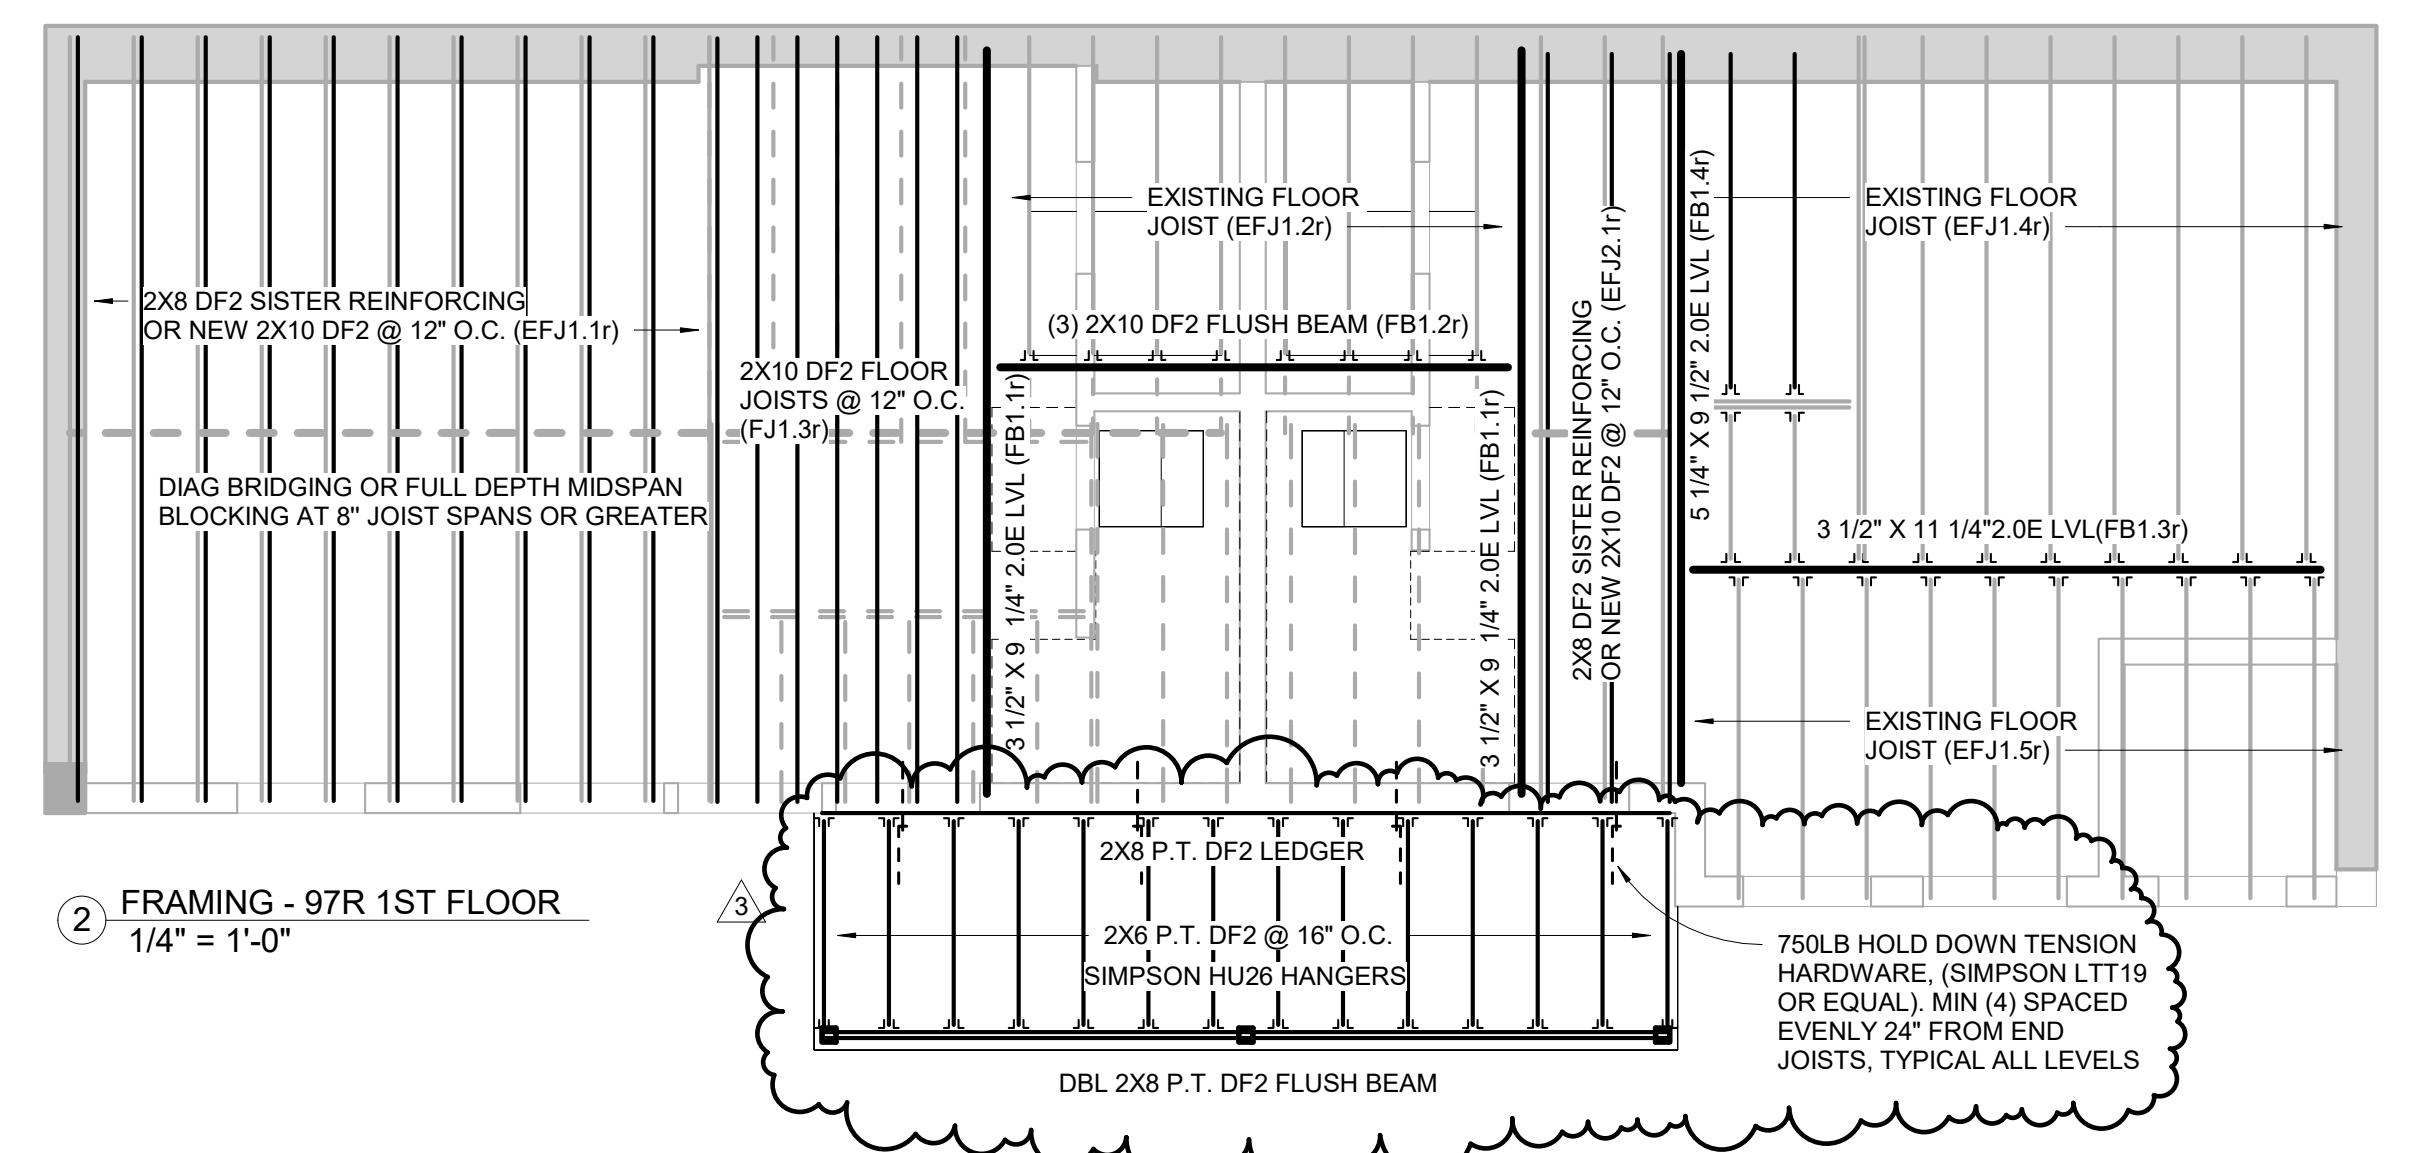 EXISTING FLOOR
JOIST (EFJ1.2r)
EXISTING FLOOR
JOIST (EFJ1.4r)
2X8 DF2 SISTER REINFORCING
OR NEW 2X10 DF2 @ 12" O.C. (EFJ1.1r)
(3) 2X10 DF2 FLUSH BEAM (FB1.2r)
2X10 DF2 FLOOR
JOISTS @ 12" O.C.
(FJ1.3r)
3 1/2" X 9 1/4" 2.0E LVL (FB1.1r)
3 1/2" X 9 1/4" 2.0E LVL (FB1.1r)
2X8 DF2 SISTER REINFORCING
OR NEW 2X10 DF2 @ 12" O.C. (EFJ2.1r)
5 1/4" X 9 1/2" 2.0E LVL (FB1.4r)
DIAG BRIDGING OR FULL DEPTH MIDSPAN
BLOCKING AT 8" JOIST SPANS OR GREATER
3 1/2" X 11 1/4"2.0E LVL(FB1.3r)
EXISTING FLOOR
JOIST (EFJ1.5r)
2X8 P.T. DF2 LEDGER
2 FRAMING - 97R 1ST FLOOR
1/4" = 1'-0"
3
2X6 P.T. DF2 @ 16" O.C.
SIMPSON HU26 HANGERS
750LB HOLD DOWN TENSION
HARDWARE, (SIMPSON LTT19
OR EQUAL). MIN (4) SPACED
EVENLY 24" FROM END
JOISTS, TYPICAL ALL LEVELS
DBL 2X8 P.T. DF2 FLUSH BEAM